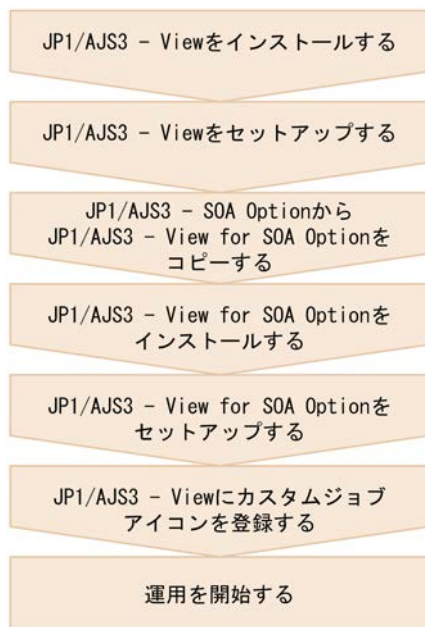 JP1/AJS3 - Viewをインストールする
JP1/AJS3 - Viewをセットアップする
JP1/AJS3 - SOA Optionから
JP1/AJS3 - View for SOA Optionを
コピーする
JP1/AJS3 - View for SOA Optionを
インストールする
JP1/AJS3 - View for SOA Optionを
セットアップする
JP1/AJS3 - Viewにカスタムジョブ
アイコンを登録する
運用を開始する